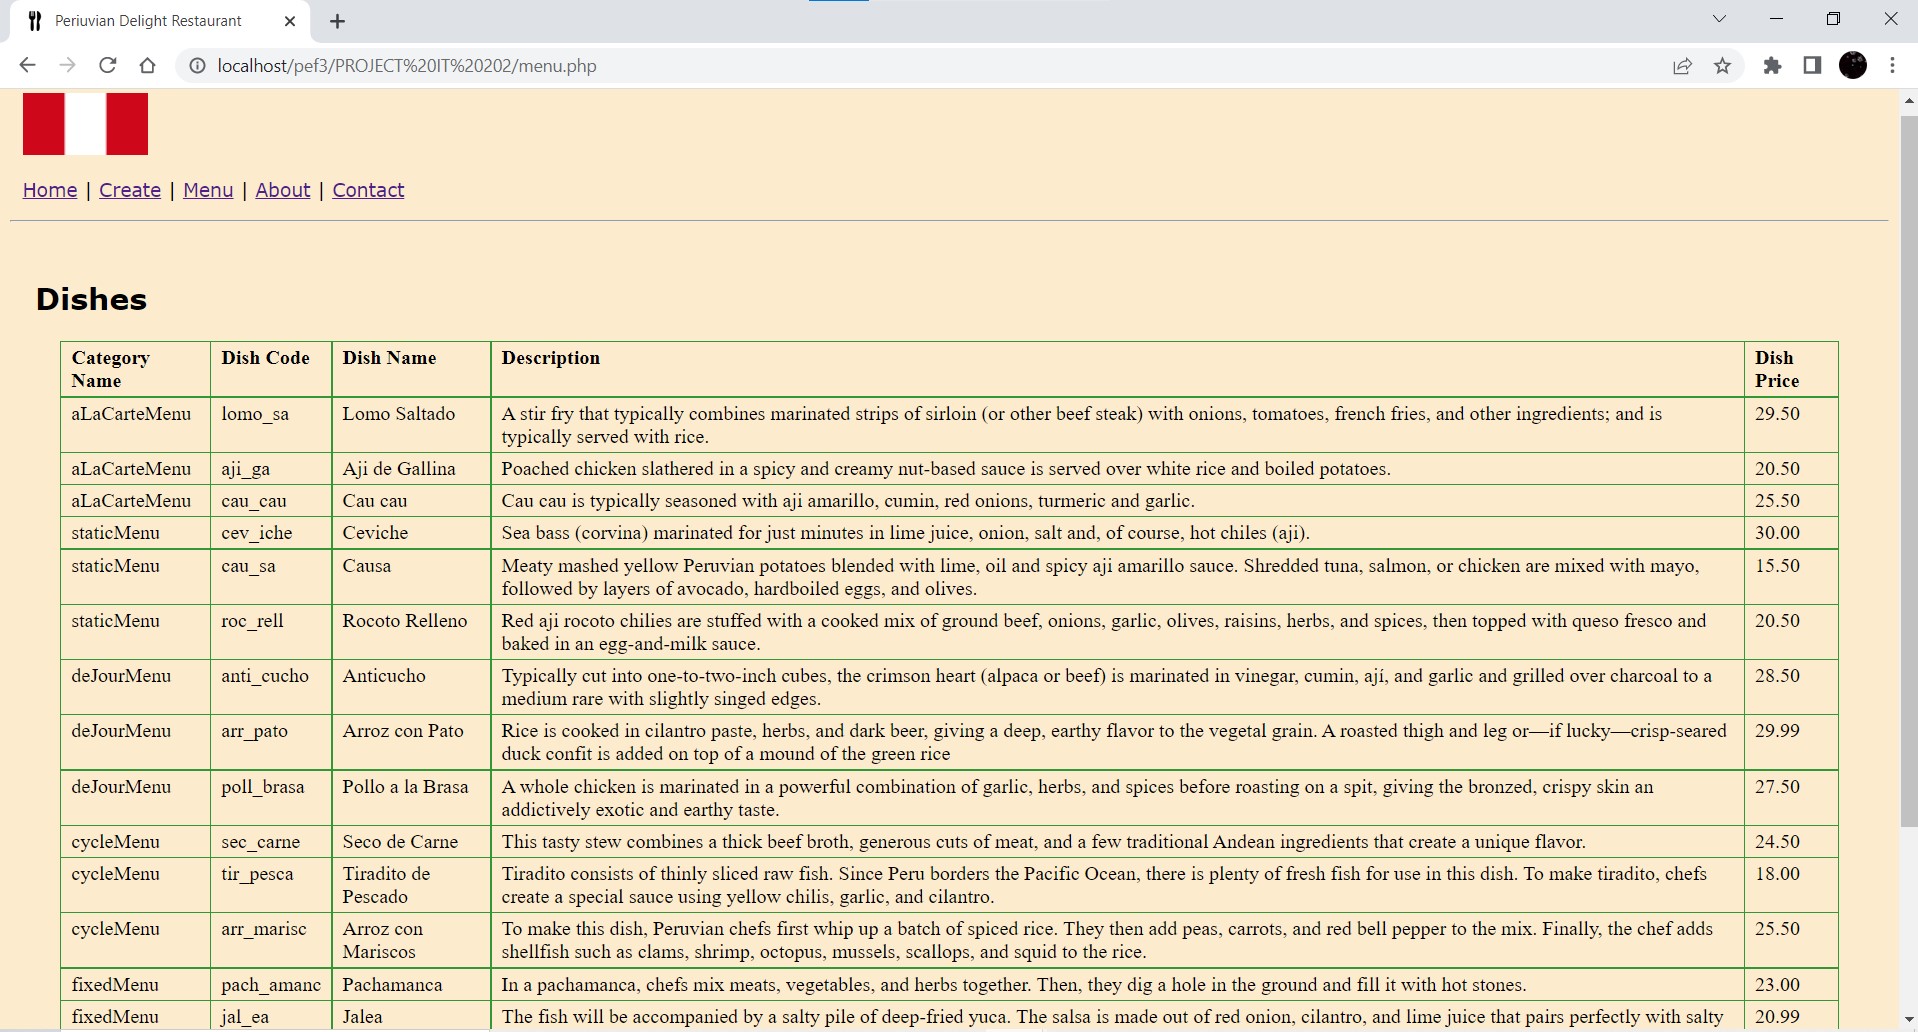 Periuvian Delight Restaurant
localhost/pef3/PROJECT%20IT%20202/menu.php
Home | Create | Menu | About | Contact
Dishes
Category Name Dish Code Dish Name Description Dish Price
aLaCarteMenu lomo_sa Lomo Saltado A stir fry that typically combines marinated strips of sirloin (or other beef steak) with onions, tomatoes, french fries, and other ingredients; and is 29.50
typically served with rice.
aLaCarteMenu aji_ga Aji de Gallina Poached chicken slathered in a spicy and creamy nut-based sauce is served over white rice and boiled potatoes. 20.50
aLaCarteMenu cau_cau Cau cau Cau cau is typically seasoned with aji amarillo, cumin, red onions, turmeric and garlic. 25.50
staticMenu cev_iche Ceviche Sea bass (corvina) marinated for just minutes in lime juice, onion, salt and, of course, hot chiles (aji). 30.00
staticMenu cau_sa Causa Meaty mashed yellow Peruvian potatoes blended with lime, oil and spicy aji amarillo sauce. Shredded tuna, salmon, or chicken are mixed with mayo, 15.50
followed by layers of avocado, hardboiled eggs, and olives.
staticMenu roc_rell Rocoto Relleno Red aji rocoto chilies are stuffed with a cooked mix of ground beef, onions, garlic, olives, raisins, herbs, and spices, then topped with queso fresco and 20.50
baked in an egg-and-milk sauce.
deJourMenu anti_cucho Anticucho Typically cut into one-to-two-inch cubes, the crimson heart (alpaca or beef) is marinated in vinegar, cumin, ají, and garlic and grilled over charcoal to a 28.50
medium rare with slightly singed edges.
deJourMenu arr_pato Arroz con Pato Rice is cooked in cilantro paste, herbs, and dark beer, giving a deep, earthy flavor to the vegetal grain. A roasted thigh and leg or—if lucky—crisp-seared 29.99
duck confit is added on top of a mound of the green rice
deJourMenu poll_brasa Pollo a la Brasa A whole chicken is marinated in a powerful combination of garlic, herbs, and spices before roasting on a spit, giving the bronzed, crispy skin an 27.50
addictively exotic and earthy taste.
cycleMenu sec_carne Seco de Carne This tasty stew combines a thick beef broth, generous cuts of meat, and a few traditional Andean ingredients that create a unique flavor. 24.50
cycleMenu tir_pesca Tiradito de Tiradito consists of thinly sliced raw fish. Since Peru borders the Pacific Ocean, there is plenty of fresh fish for use in this dish. To make tiradito, chefs 18.00
Pescado create a special sauce using yellow chilis, garlic, and cilantro.
cycleMenu arr_marisc Arroz con To make this dish, Peruvian chefs first whip up a batch of spiced rice. They then add peas, carrots, and red bell pepper to the mix. Finally, the chef adds 25.50
Mariscos shellfish such as clams, shrimp, octopus, mussels, scallops, and squid to the rice.
fixedMenu pach_amanc Pachamanca In a pachamanca, chefs mix meats, vegetables, and herbs together. Then, they dig a hole in the ground and fill it with hot stones. 23.00
fixedMenu jal_ea Jalea The fish will be accompanied by a salty pile of deep-fried yuca. The salsa is made out of red onion, cilantro, and lime juice that pairs perfectly with salty 20.99